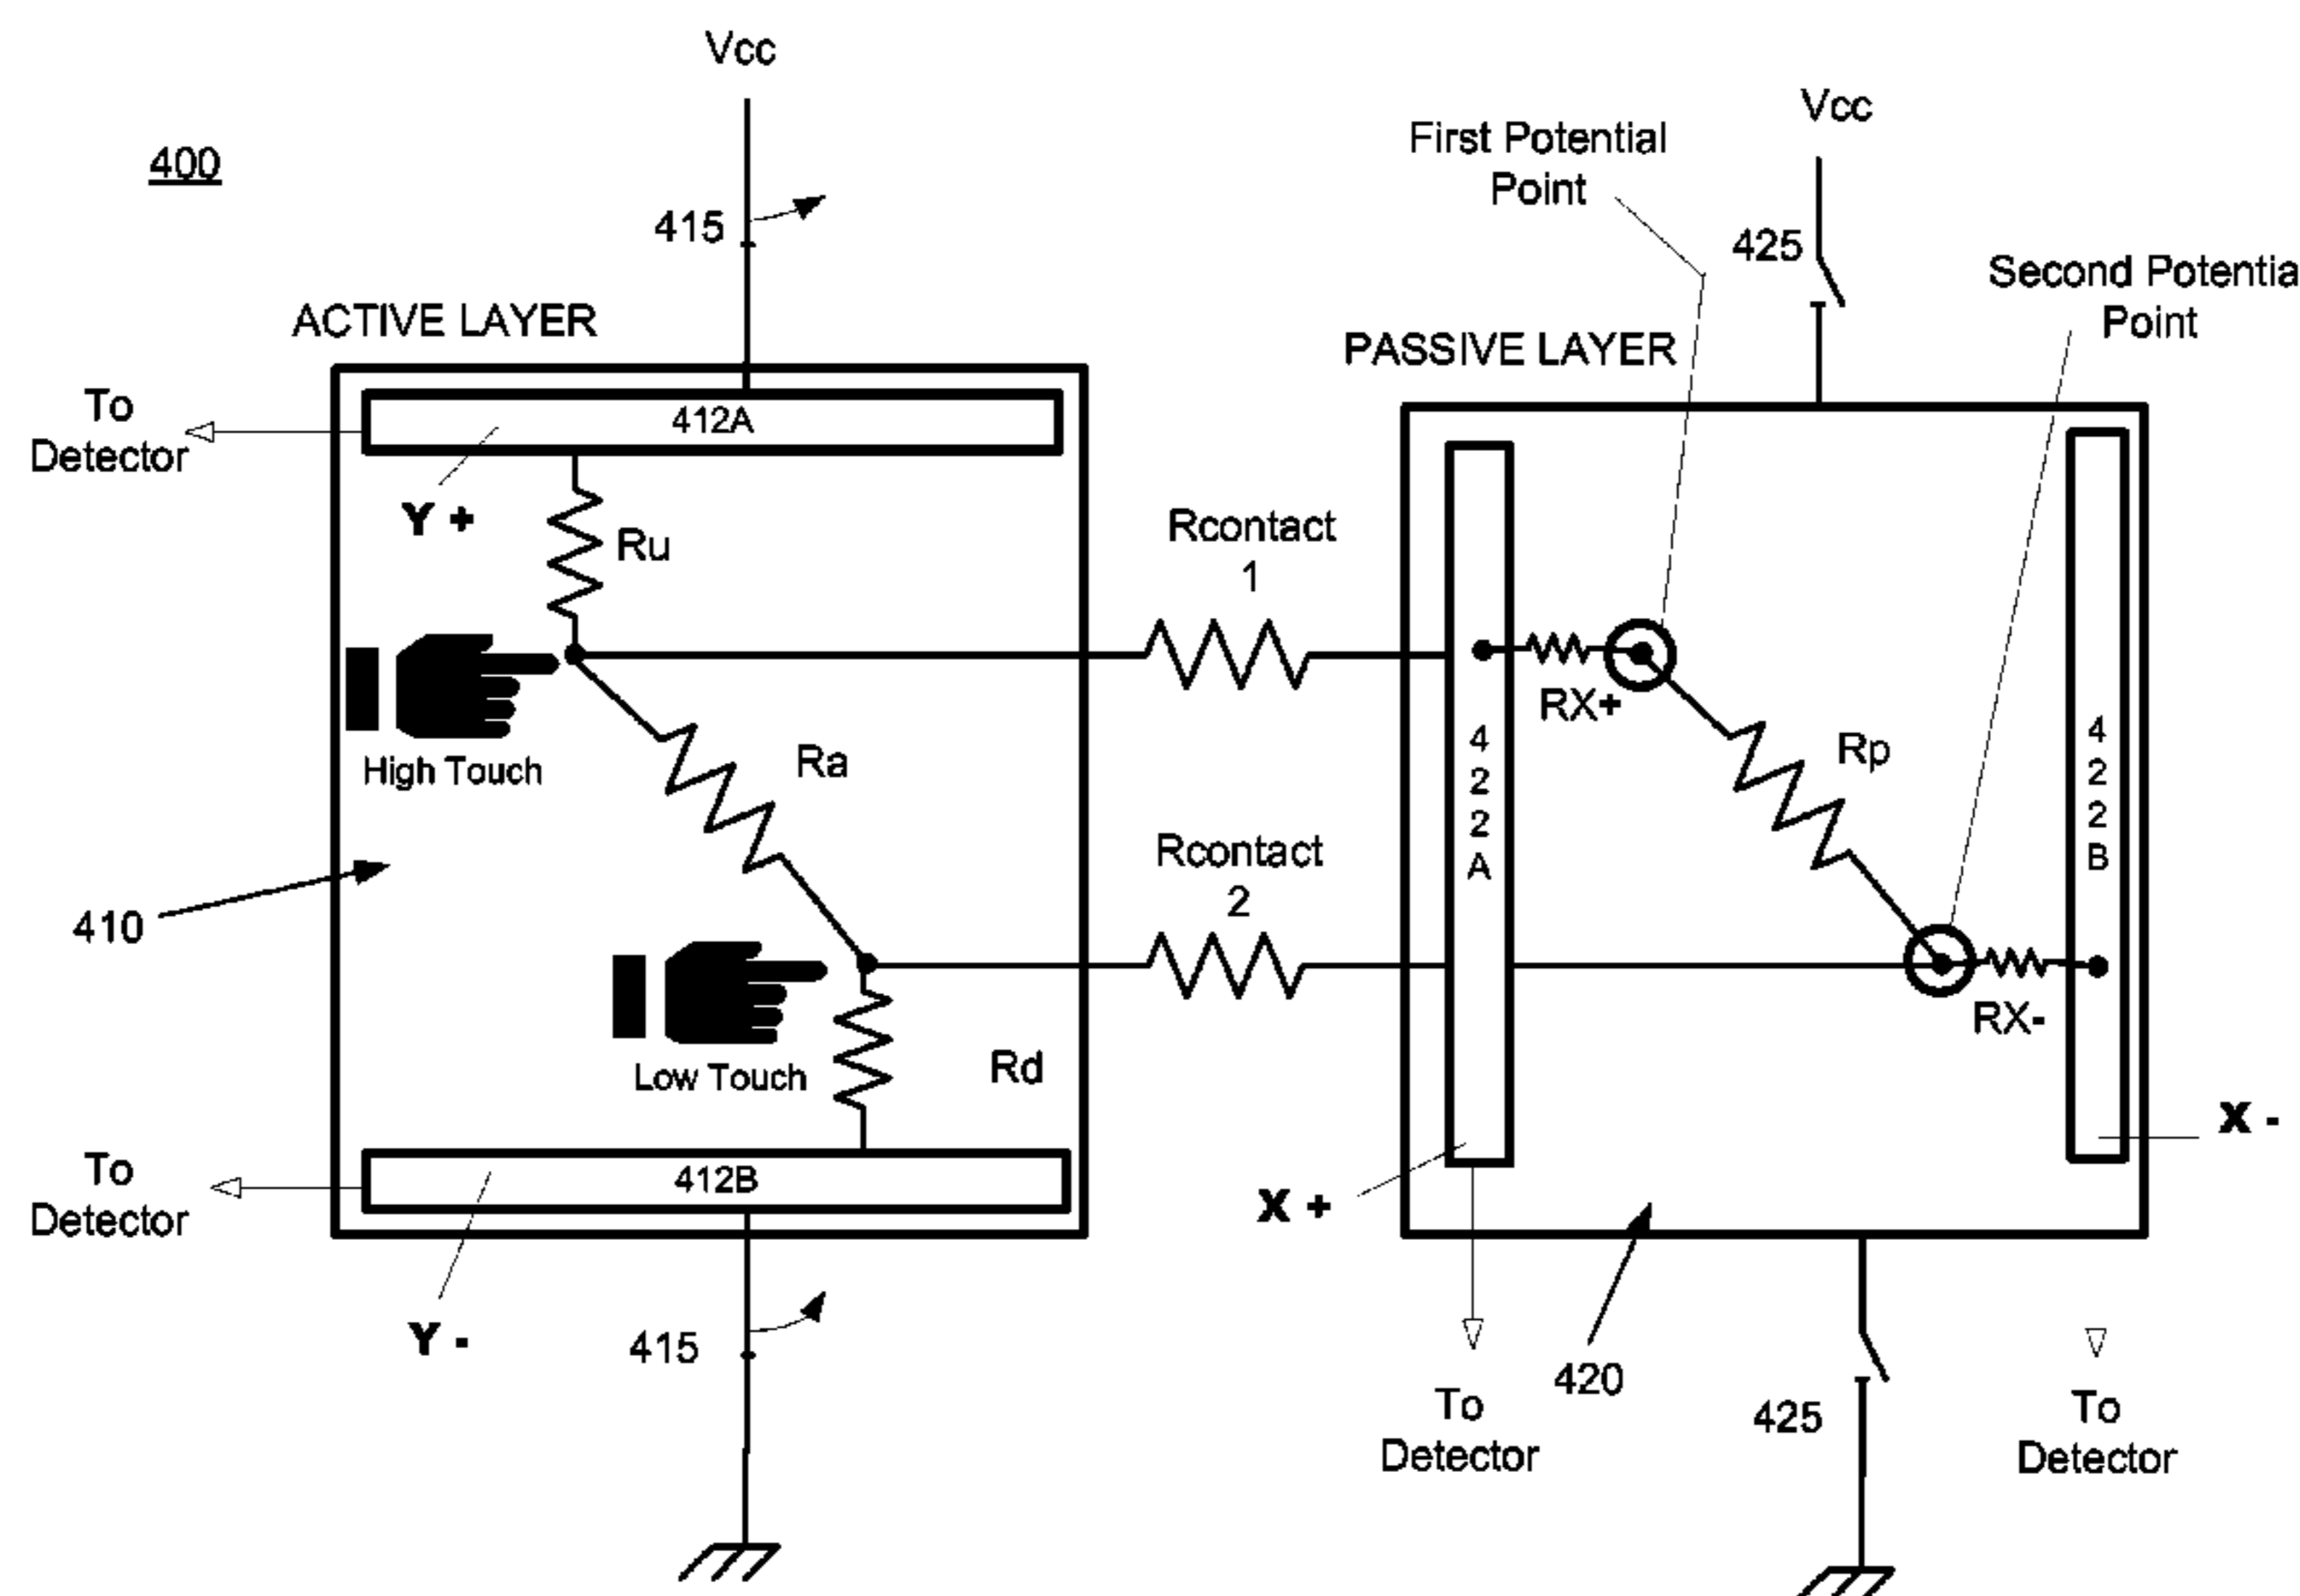 Vcc
Vcc
First Potential
Point
400
415
425
Second Potentia
Point
ACTIVE LAYER
PASSIVE LAYER
To
Detector
412A
Y +
Ru
Rcontact
1
RX+
High Touch
Ra
Rp
4
2
2
A
4
2
2
B
Rcontact
2
410
RX-
Low Touch
Rd
To
Detector
412B
X -
X +
Y -
415
420
425
To
Detector
To
Detector